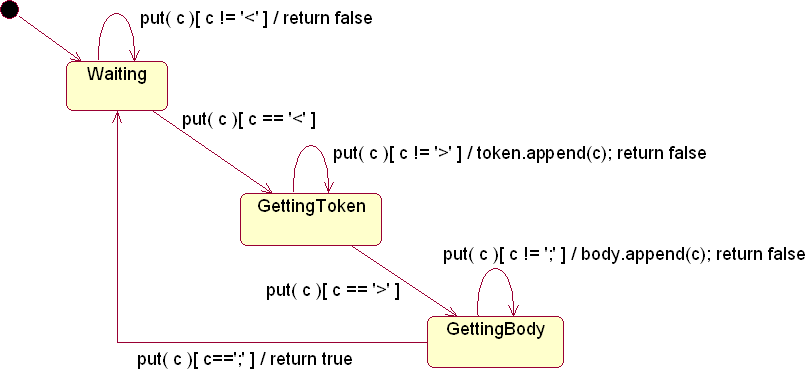 put( c )[ c != '<' ] / return false
Waiting
put( c )[ c == '<' ]
put( c )[ c != '>' ] / token.append(c); return false
GettingToken
put( c )[ c != ';' ] / body.append(c); return false
put( c )[ c == '>' ]
GettingBody
put( c )[ c==';' ] / return true